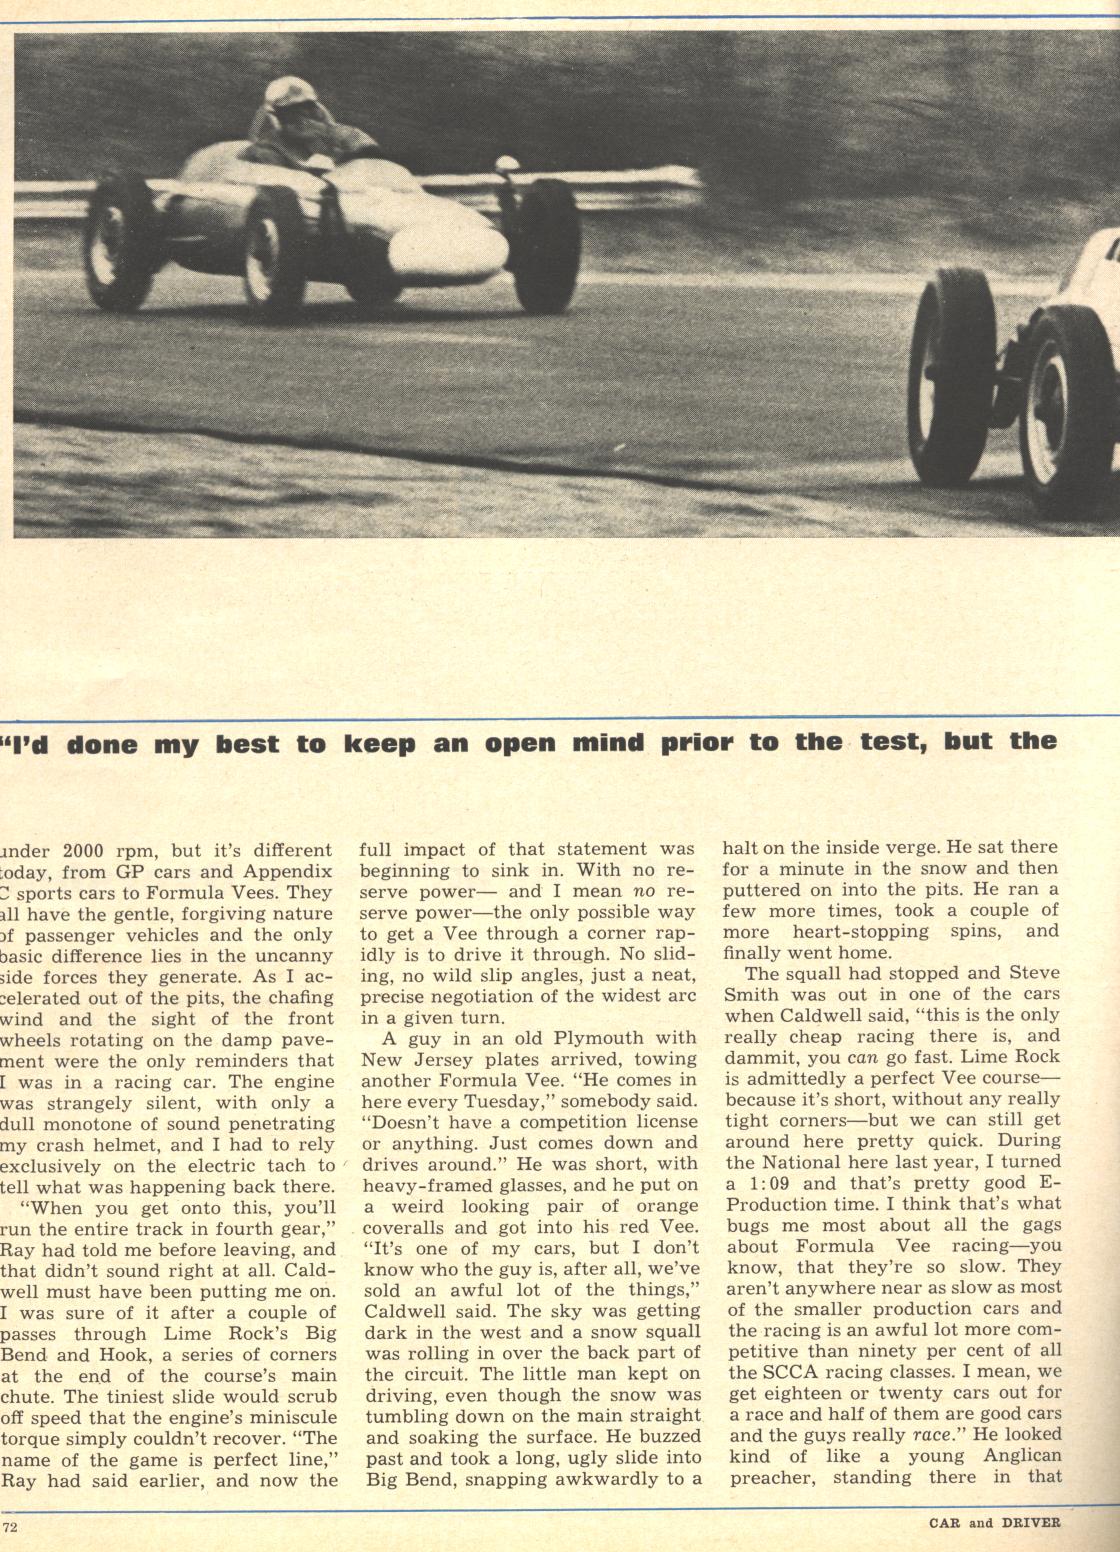 "I'd done my best to keep an open mind prior to the test, but the
under 2000 rpm, but it's different
today, from GP cars and Appendix
C sports cars to Formula Vees. They
all have the gentle, forgiving nature
of passenger vehicles and the only
basic difference lies in the uncanny
side forces they generate. As I ac-
celerated out of the pits, the chafing
wind and the sight of the front
wheels rotating on the damp pave-
ment were the only reminders that
I was in a racing car. The engine
was strangely silent, with only a
dull monotone of sound penetrating
my crash helmet, and I had to rely
exclusively on the electric tach to
tell what was happening back there.
"When you get onto this, you'll
run the entire track in fourth gear,"
Ray had told me before leaving, and
that didn't sound right at all. Cald-
well must have been putting me on.
I was sure of it after a couple of
passes through Lime Rock's Big
Bend and Hook, a series of corners
at the end of the course's main
chute. The tiniest slide would scrub
off speed that the engine's miniscule
torque simply couldn't recover. "The
name of the game is perfect line,"
Ray had said earlier, and now the
full impact of that statement was
beginning to sink in. With no re-
serve power— and I mean no re-
serve power—the only possible way
to get a Vee through a corner rap-
idly is to drive it through. No slid-
ing, no wild slip angles, just a neat,
precise negotiation of the widest arc
in a given turn.
A guy in an old Plymouth with
New Jersey plates arrived, towing
another Formula Vee. "He comes in
here every Tuesday," somebody said.
"Doesn't have a competition license
or anything. Just comes down and
drives around." He was short, with
heavy-framed glasses, and he put on
a weird looking pair of orange
coveralls and got into his red Vee.
"It's one of my cars, but I don't
know who the guy is, after all, we've
sold an awful lot of the things,"
Caldwell said. The sky was getting
dark in the west and a snow squall
was rolling in over the back part of
the circuit. The little man kept on
driving, even though the snow was
tumbling down on the main straight
and soaking the surface. He buzzed
past and took a long, ugly slide into
Big Bend, snapping awkwardly to a
halt on the inside verge. He sat there
for a minute in the snow and then
puttered on into the pits. He ran a
few more times, took a couple of
more heart-stopping spins, and
finally went home.
The squall had stopped and Steve
Smith was out in one of the cars
when Caldwell said, "this is the only
really cheap racing there is, and
dammit, you can go fast. Lime Rock
is admittedly a perfect Vee course—
because it's short, without any really
tight corners—but we can still get
around here pretty quick. During
the National here last year, I turned
a 1:09 and that's pretty good E-
Production time. I think that's what
bugs me most about all the gags
about Formula Vee racing—you
know, that they're so slow. They
aren't anywhere near as slow as most
of the smaller production cars and
the racing is an awful lot more com-
petitive than ninety per cent of all
the SCCA racing classes. I mean, we
get eighteen or twenty cars out for
a race and half of them are good cars
and the guys really race." He looked
kind of like a young Anglican
preacher, standing there in that
72
CAR and DRIVER